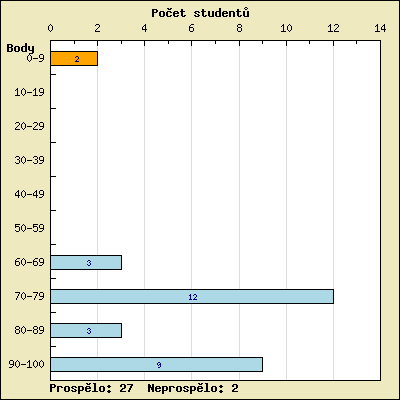 Počet studentů
0 2 4 6 8 10 12 14
Body
0-9 2
10-19
20-29
30-39
40-49
50-59
60-69 3
70-79 12
80-89 3
90-100 9
Prospělo: 27 Neprospělo: 2